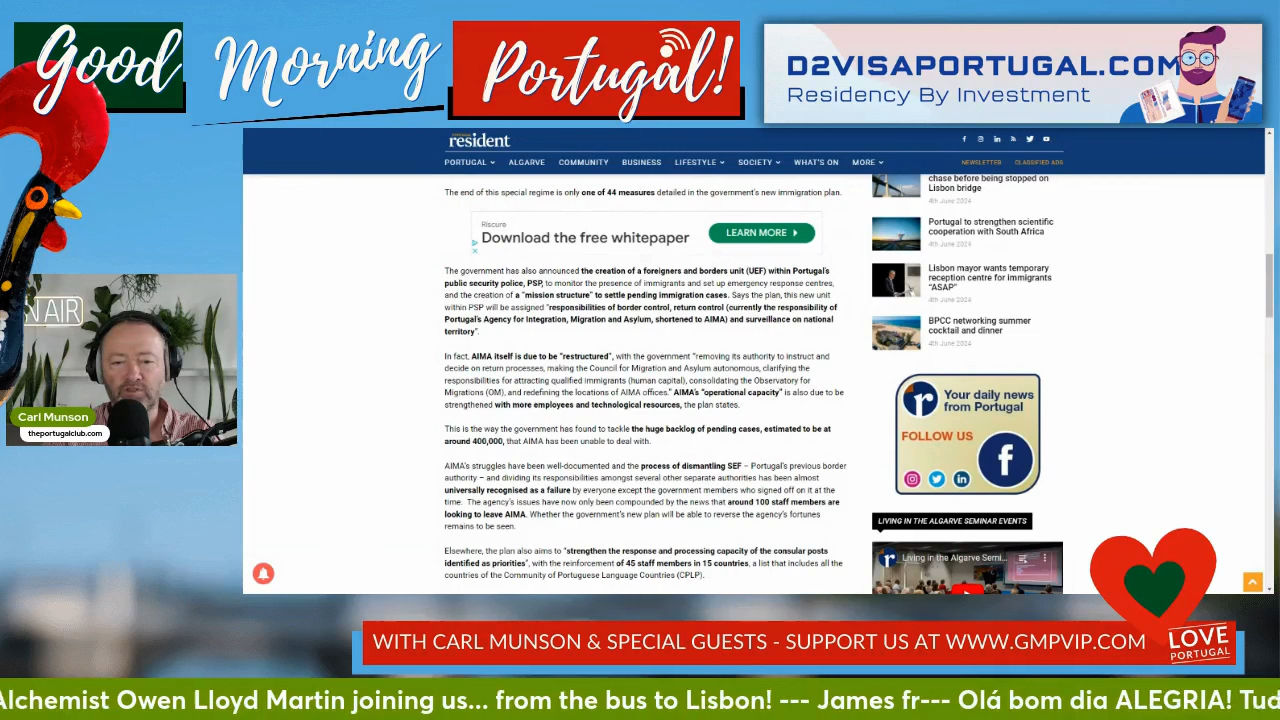 Good
Morning
Portugal!
D2VISAPORTUGAL.COM
Residency By Investment
resident
PORTUGAL
ALGARVE
COMMUNITY
BUSINESS
LIFESTYLE
SOCIETY
WHAT'S ON
MORE
NEWSLETTER
CLASSIFIED ADS
The end of this special regime is only one of 44 measures detailed in the government's new immigration plan.
Riscure
Download the free whitepaper
LEARN MORE
The government has also announced the creation of a foreigners and borders unit (UEF) within Portugal's
public security police, PSP, to monitor the presence of immigrants and set up emergency response centres,
and the creation of a "mission structure" to settle pending immigration cases. Says the plan, this new unit
within PSP will be assigned "responsibilities of border control, return control (currently the responsibility of
Portugal's Agency for Integration, Migration and Asylum, shortened to AIMA) and surveillance on national
territory".
In fact, AIMA itself is due to be "restructured", with the government "removing its authority to instruct and
decide on return processes, making the Council for Migration and Asylum autonomous, clarifying the
responsibilities for attracting qualified immigrants (human capital), consolidating the Observatory for
Migrations (OM), and redefining the locations of AIMA offices." AIMA's "operational capacity" is also due to be
strengthened with more employees and technological resources, the plan states.
This is the way the government has found to tackle the huge backlog of pending cases, estimated to be at
around 400,000, that AIMA has been unable to deal with.
AIMA's struggles have been well-documented and the process of dismantling SEF – Portugal's previous border
authority – and dividing its responsibilities amongst several other separate authorities has been almost
universally recognised as a failure by everyone except the government members who signed off on it at the
time. The agency's issues have now only been compounded by the news that around 100 staff members are
looking to leave AIMA. Whether the government's new plan will be able to reverse the agency's fortunes
remains to be seen.
Elsewhere, the plan also aims to "strengthen the response and processing capacity of the consular posts
identified as priorities", with the reinforcement of 45 staff members in 15 countries, a list that includes all the
countries of the Community of Portuguese Language Countries (CPLP).
chase before being stopped on
Lisbon bridge
4th June 2024
Portugal to strengthen scientific
cooperation with South Africa
4th June 2024
Lisbon mayor wants temporary
reception centre for immigrants
"ASAP"
4th June 2024
BPCC networking summer
cocktail and dinner
4th June 2024
Your daily news
from Portugal
FOLLOW US
LIVING IN THE ALGARVE SEMINAR EVENTS
Living in the Algarve Semi...
N AIR
Carl Munson
theportugalclub.com
WITH CARL MUNSON & SPECIAL GUESTS - SUPPORT US AT WWW.GMPVIP.COM
LOVE
PORTUGAL
Alchemist Owen Lloyd Martin joining us... from the bus to Lisbon! --- James fr--- Olá bom dia ALEGRIA! Tud